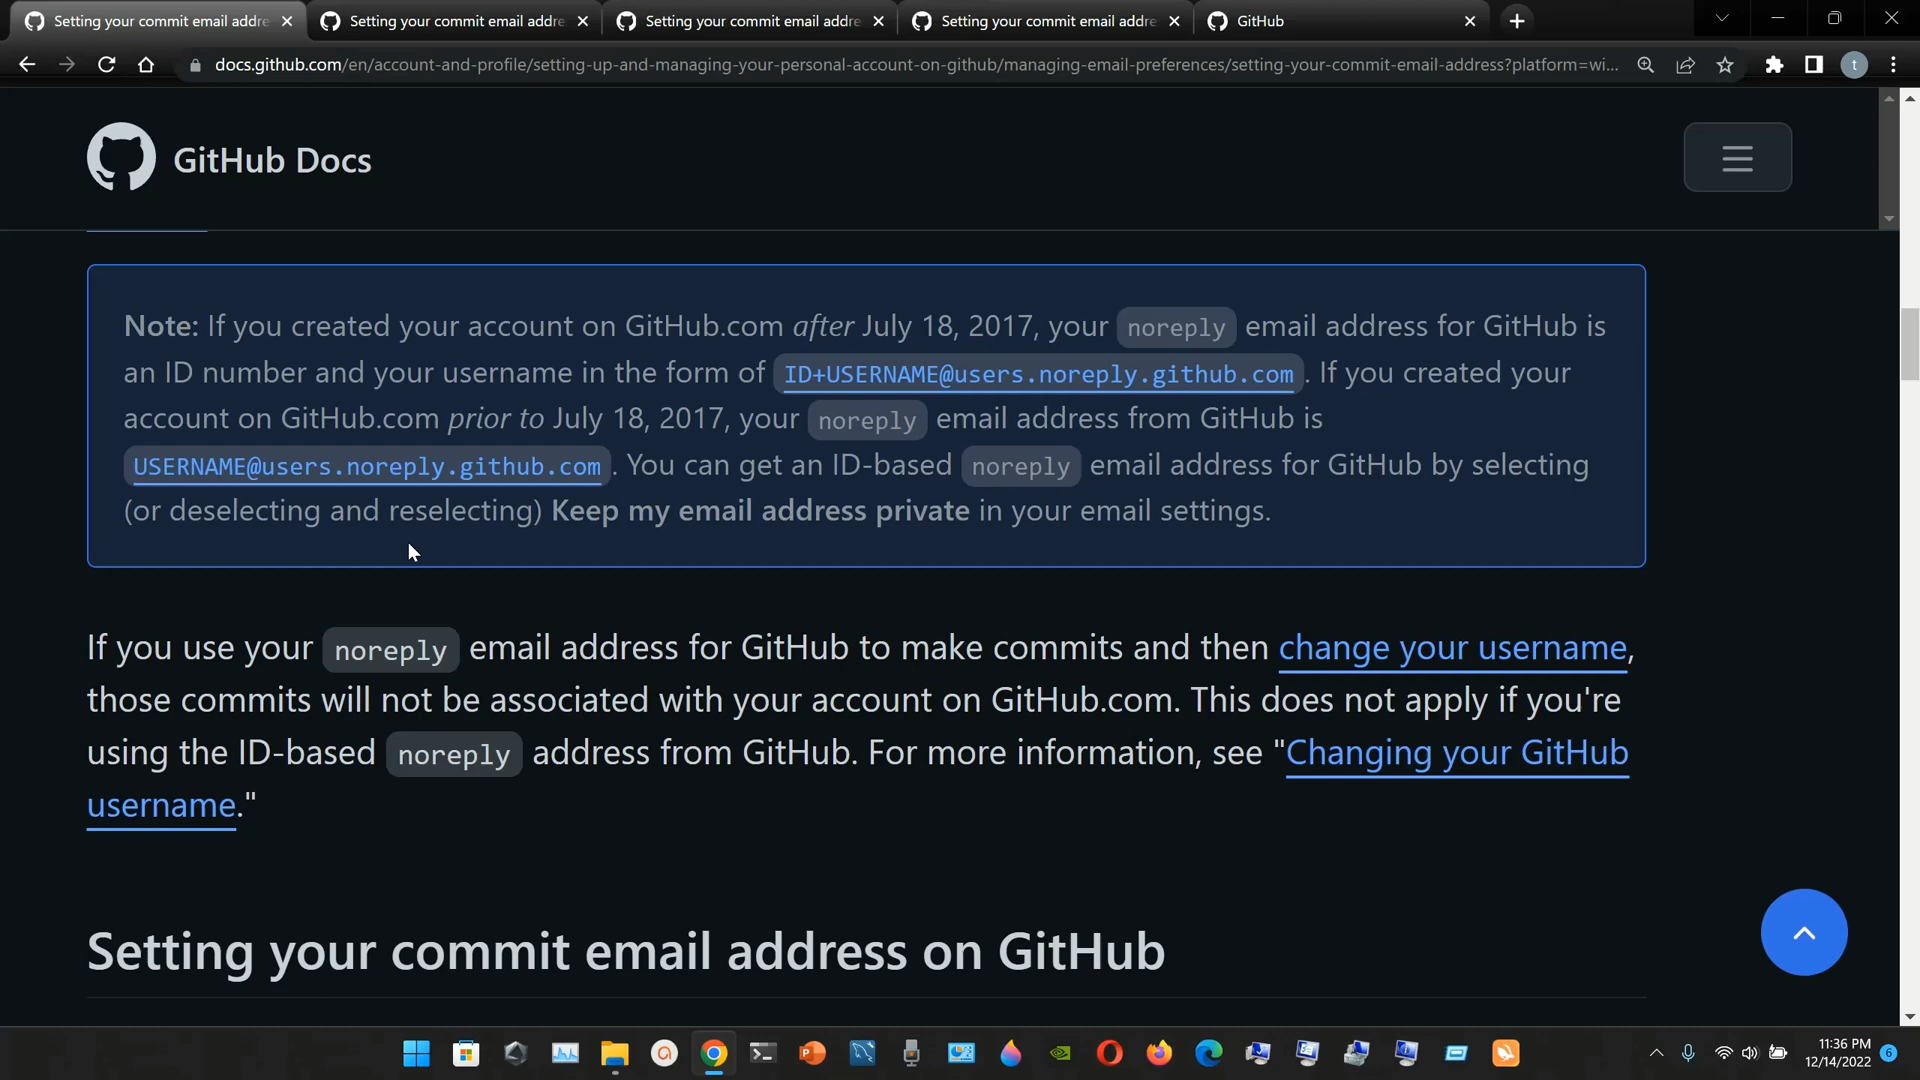 Setting your commit email addre
Setting your commit email addre
Setting your commit email addre
Setting your commit email addre
GitHub
docs.github.com/en/account-and-profile/setting-up-and-managing-your-personal-account-on-github/managing-email-preferences/setting-your-commit-email-address?platform=wi...
t
GitHub Docs
Note: If you created your account on GitHub.com after July 18, 2017, your noreply email address for GitHub is
an ID number and your username in the form of ID+USERNAME@users.noreply.github.com. If you created your
account on GitHub.com prior to July 18, 2017, your noreply email address from GitHub is
USERNAME@users.noreply.github.com. You can get an ID-based noreply email address for GitHub by selecting
(or deselecting and reselecting) Keep my email address private in your email settings.
If you use your noreply email address for GitHub to make commits and then change your username,
those commits will not be associated with your account on GitHub.com. This does not apply if you're
using the ID-based noreply address from GitHub. For more information, see "Changing your GitHub
username."
Setting your commit email address on GitHub
11:36 PM
12/14/2022
6